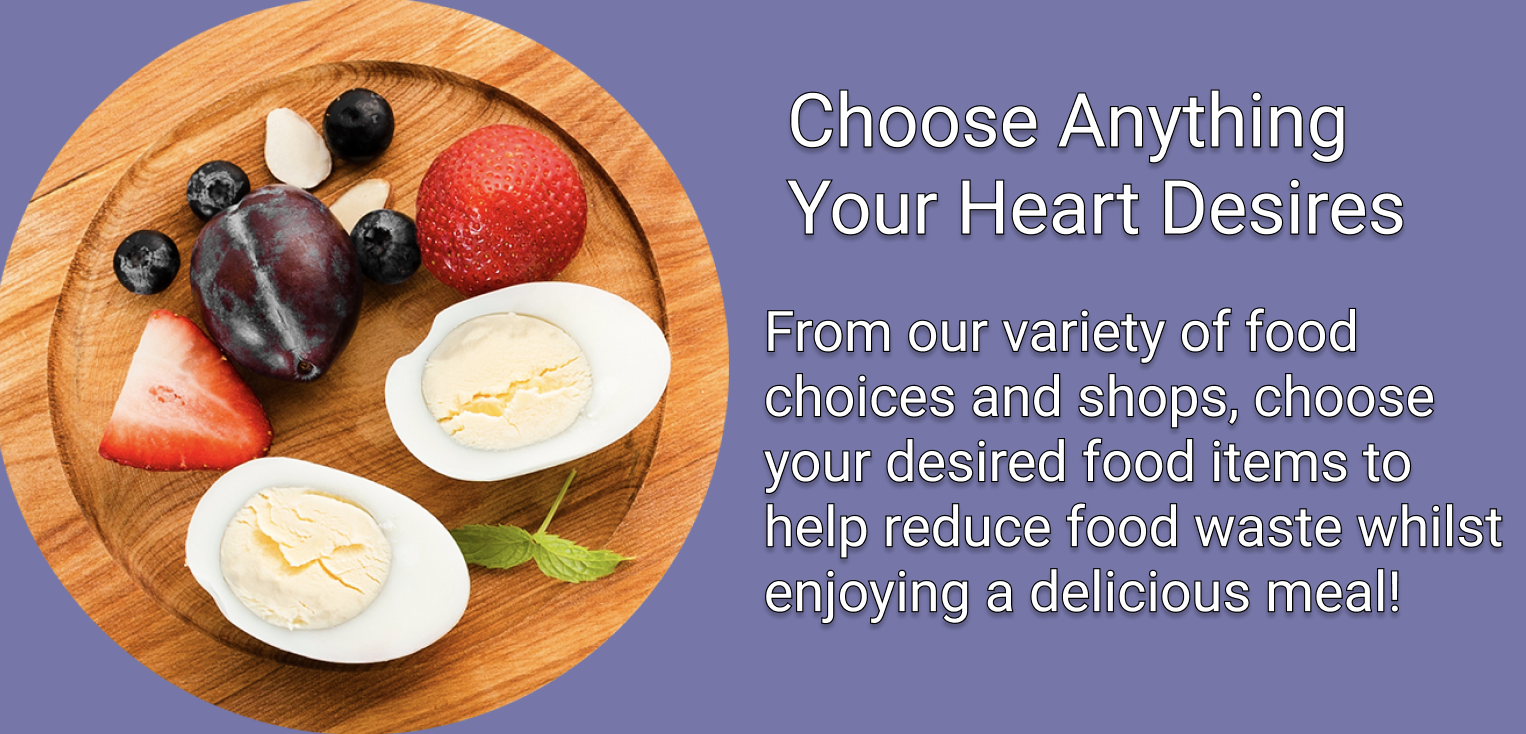 Choose Anything
Your Heart Desires
From our variety of food
choices and shops, choose
your desired food items to
help reduce food waste whilst
enjoying a delicious meal!